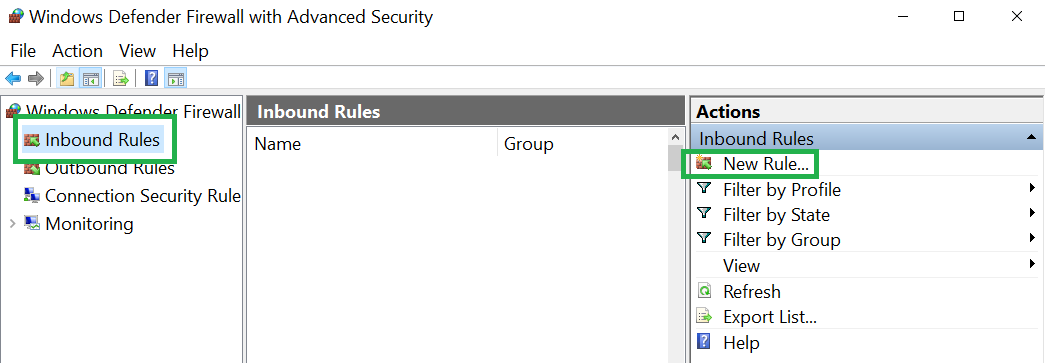 Windows Defender Firewall with Advanced Security
File Action View Help
Windows Defender Firewall
Inbound Rules
Outbound Rules
Connection Security Rule
Monitoring
Inbound Rules
Name Group
Actions
Inbound Rules
New Rule...
Filter by Profile
Filter by State
Filter by Group
View
Refresh
Export List...
Help